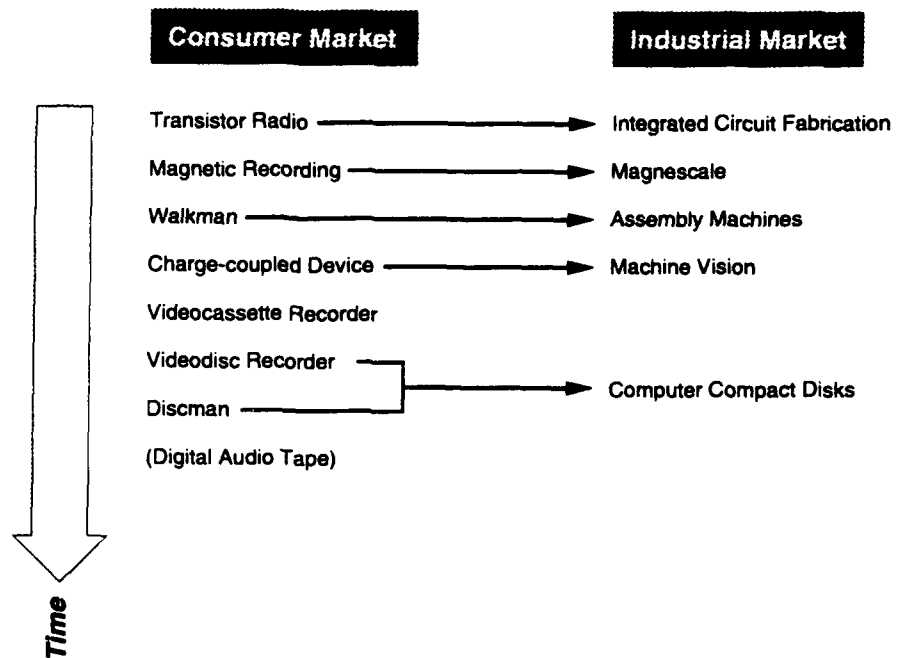 Consumer Market
Industrial Market
Transistor Radio
Integrated Circuit Fabrication
Magnetic Recording
Magnescale
Walkman
Assembly Machines
Charge-coupled Device
Machine Vision
Videocassette Recorder
Videodisc Recorder
Computer Compact Disks
Discman
(Digital Audio Tape)
Time